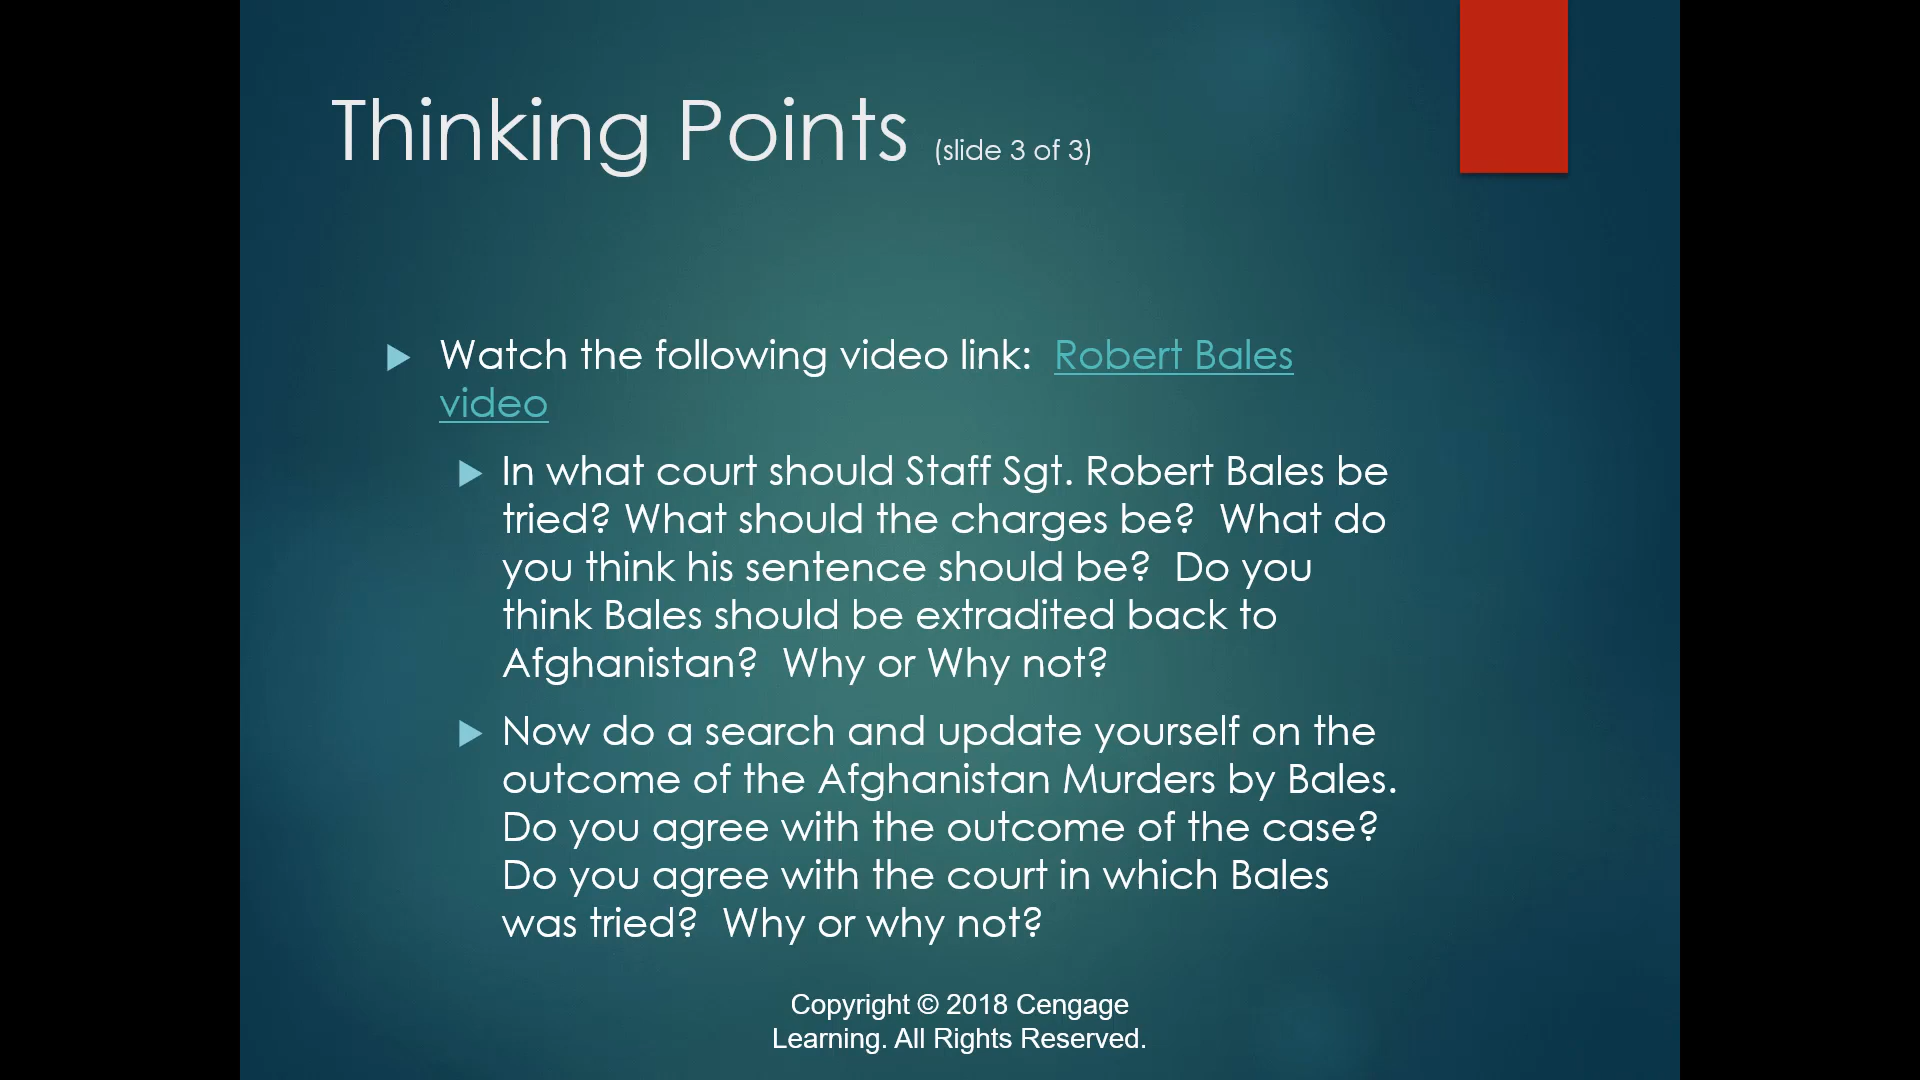 Thinking Points (slide 3 of 3)
Watch the following video link:  Robert Bales
video
In what court should Staff Sgt. Robert Bales be
tried? What should the charges be?  What do
you think his sentence should be?  Do you
think Bales should be extradited back to
Afghanistan?  Why or Why not?
Now do a search and update yourself on the
outcome of the Afghanistan Murders by Bales.
Do you agree with the outcome of the case?
Do you agree with the court in which Bales
was tried?  Why or why not?
Copyright © 2018 Cengage
Learning. All Rights Reserved.